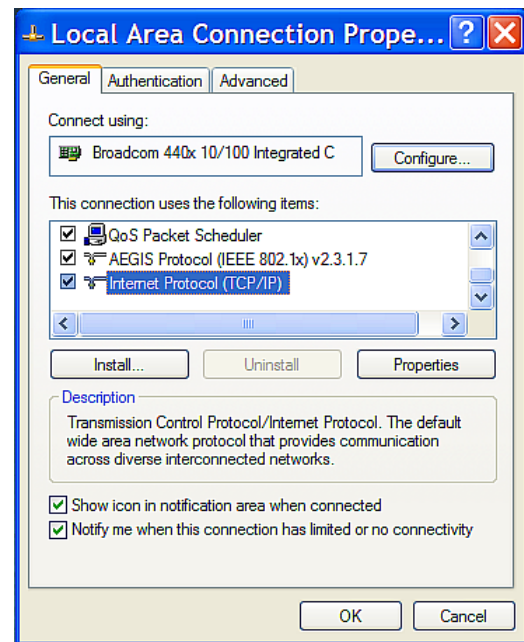 Local Area Connection Prope... ?
General Authentication Advanced
Connect using:
Broadcom 440x 10/100 Integrated C Configure...
This connection uses the following items:
QoS Packet Scheduler
AEGIS Protocol (IEEE 802.1x) v2.3.1.7
Internet Protocol (TCP/IP)
Install... Uninstall Properties
Description
Transmission Control Protocol/Internet Protocol. The default
wide area network protocol that provides communication
across diverse interconnected networks.
Show icon in notification area when connected
Notify me when this connection has limited or no connectivity
OK Cancel